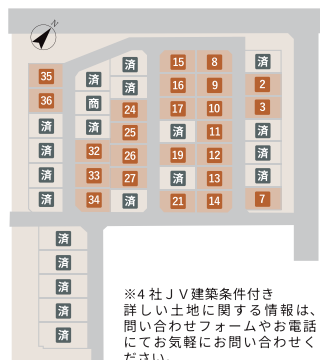 N
済 15 8 済
35 済 済 16 9 2
36 商 24 17 10 3
済 済 25 済 11 済
済 32 26 19 12 済
済 33 27 済 13 済
済 34 済 21 14 7
済
済
済
済
済
※4 社ＪＶ建築条件付き
詳しい土地に関する情報は、
問い合わせフォームやお電話
にてお気軽にお問い合わせく
ださい。